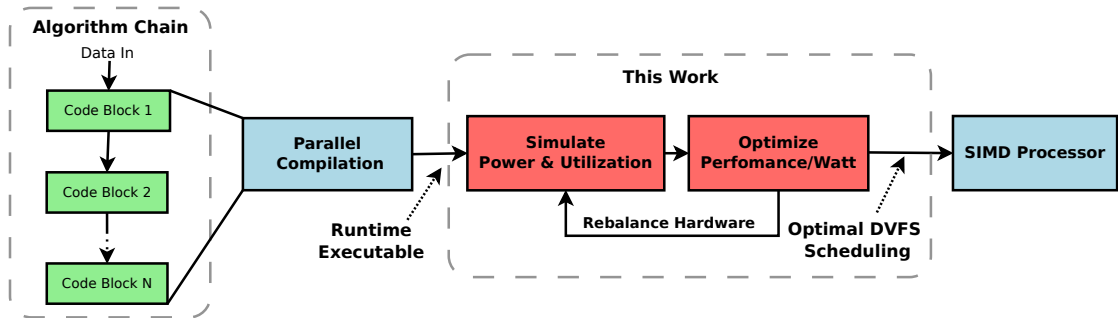 Algorithm Chain
Data In
Code Block 1
Code Block 2
Code Block N
Parallel
Compilation
Runtime
Executable
This Work
Simulate
Power & Utilization
Optimize
Perfomance/Watt
Rebalance Hardware
Optimal DVFS
Scheduling
SIMD Processor